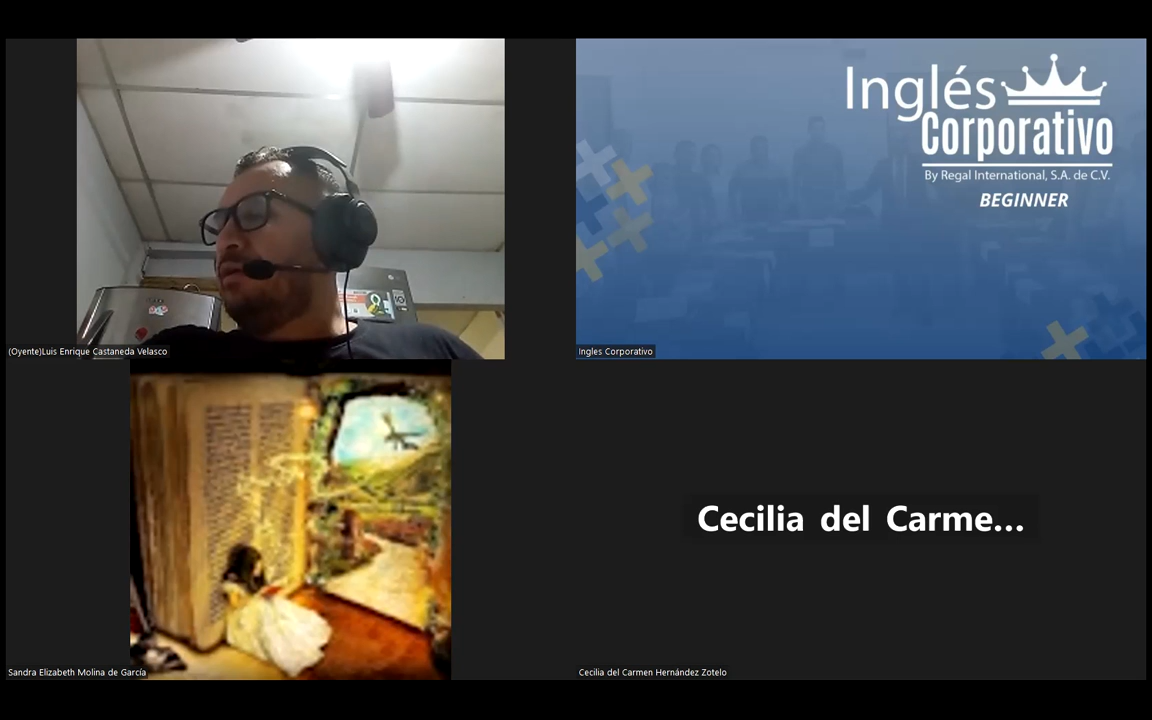 Inglés
Corporativo
By Regal International, S.A. de C.V.
BEGINNER
(Oyente)Luis Enrique Castaneda Velasco
Ingles Corporativo
Cecilia del Carme...
Sandra Elizabeth Molina de García
Cecilia del Carmen Hernández Zotelo